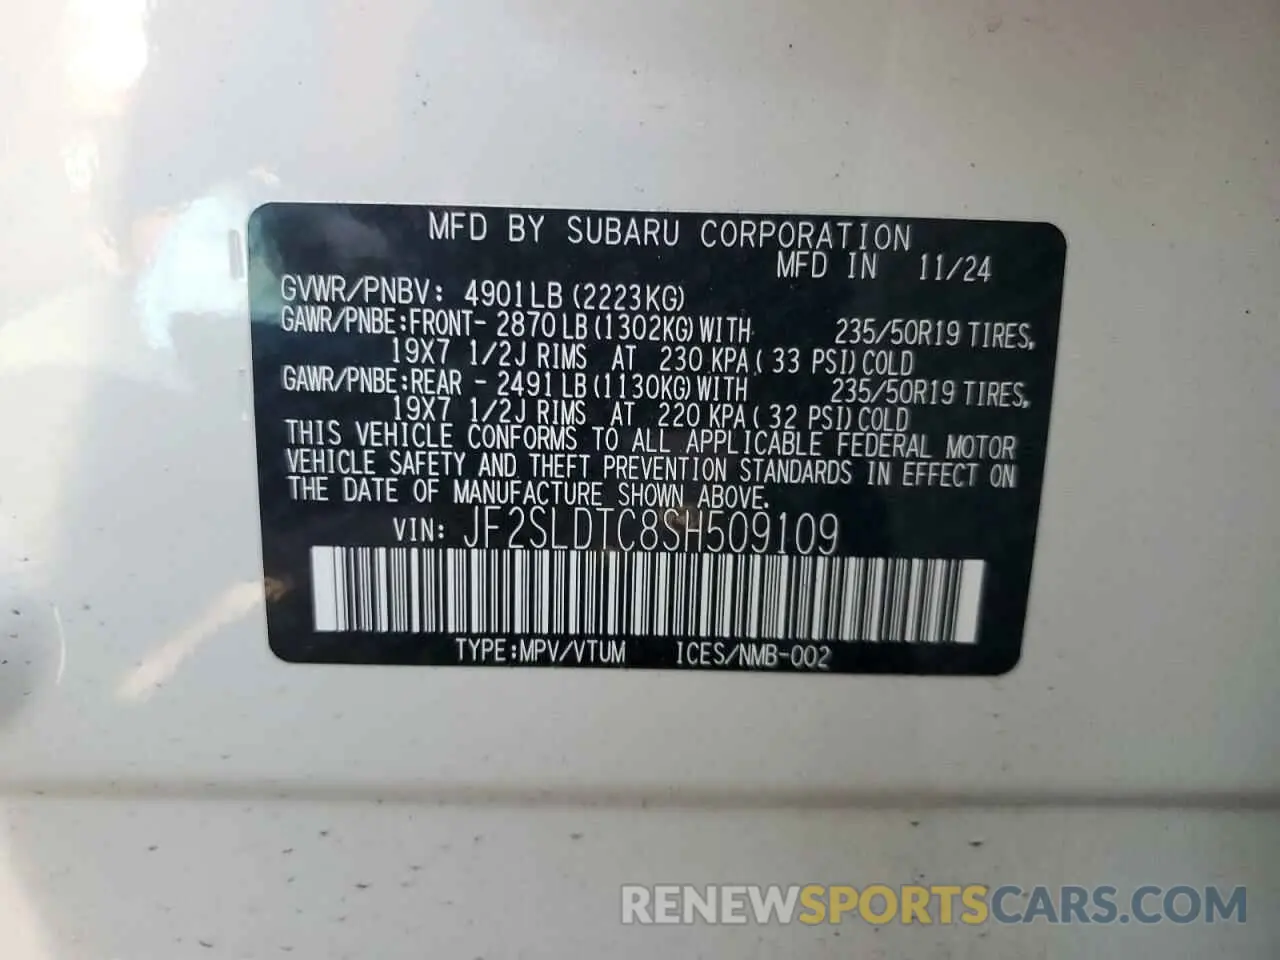 MFD BY SUBARU CORPORATION
MFD IN 11/24
GVWR/PNBV: 4901LB (2223KG)
GAWR/PNBE:FRONT- 2870LB (1302KG) WITH 235/50R19 TIRES,
19X7 1/2J RIMS AT 230 KPA( 33 PSI) COLD
GAWR/PNBE:REAR - 2491LB (1130KG) WITH 235/50R19 TIRES,
19X7 1/2J RIMS AT 220 KPA( 32 PSI) COLD
THIS VEHICLE CONFORMS TO ALL APPLICABLE FEDERAL MOTOR
VEHICLE SAFETY AND THEFT PREVENTION STANDARDS IN EFFECT ON
THE DATE OF MANUFACTURE SHOWN ABOVE.
VIN: JF2SLDTC8SH509109
TYPE:MPV/VTUM ICES/NMB-002
RENEWSPORTSCARS.COM